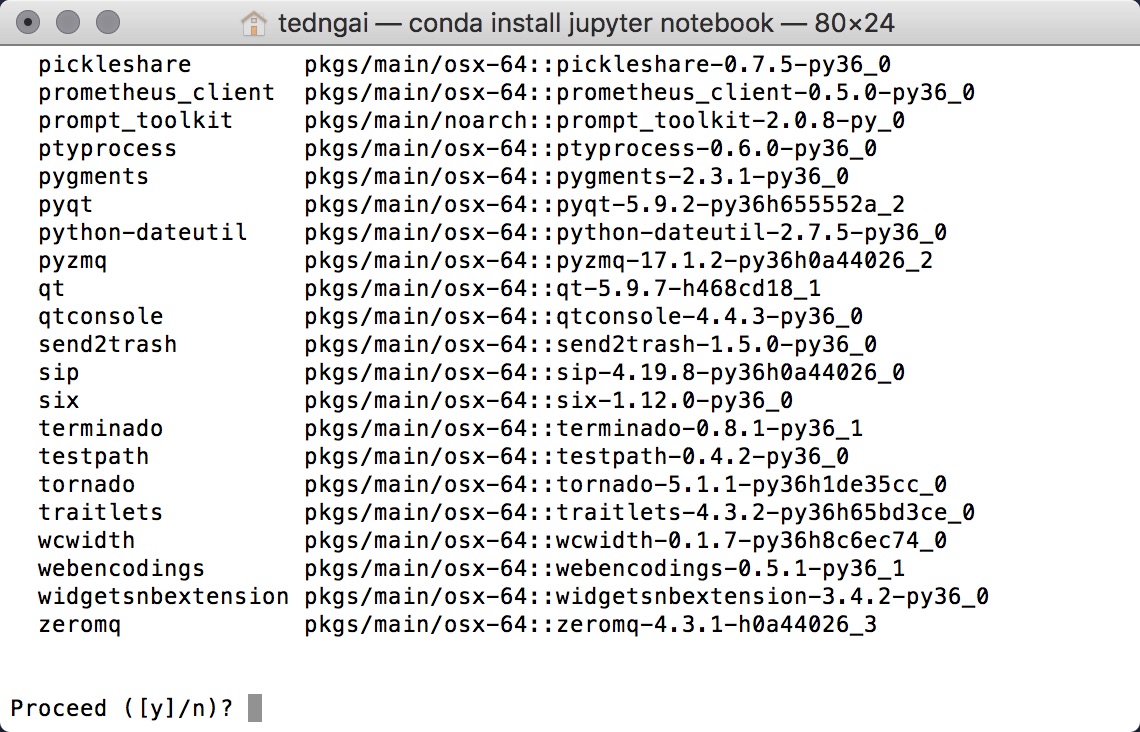 tedngai — conda install jupyter notebook — 80×24
pickleshare pkgs/main/osx-64::pickleshare-0.7.5-py36_0
prometheus_client pkgs/main/osx-64::prometheus_client-0.5.0-py36_0
prompt_toolkit pkgs/main/noarch::prompt_toolkit-2.0.8-py_0
ptyprocess pkgs/main/osx-64::ptyprocess-0.6.0-py36_0
pygments pkgs/main/osx-64::pygments-2.3.1-py36_0
pyqt pkgs/main/osx-64::pyqt-5.9.2-py36h655552a_2
python-dateutil pkgs/main/osx-64::python-dateutil-2.7.5-py36_0
pyzmq pkgs/main/osx-64::pyzmq-17.1.2-py36h0a44026_2
qt pkgs/main/osx-64::qt-5.9.7-h468cd18_1
qtconsole pkgs/main/osx-64::qtconsole-4.4.3-py36_0
send2trash pkgs/main/osx-64::send2trash-1.5.0-py36_0
sip pkgs/main/osx-64::sip-4.19.8-py36h0a44026_0
six pkgs/main/osx-64::six-1.12.0-py36_0
terminado pkgs/main/osx-64::terminado-0.8.1-py36_1
testpath pkgs/main/osx-64::testpath-0.4.2-py36_0
tornado pkgs/main/osx-64::tornado-5.1.1-py36h1de35cc_0
traitlets pkgs/main/osx-64::traitlets-4.3.2-py36h65bd3ce_0
wcwidth pkgs/main/osx-64::wcwidth-0.1.7-py36h8c6ec74_0
webencodings pkgs/main/osx-64::webencodings-0.5.1-py36_1
widgetsnbextension pkgs/main/osx-64::widgetsnbextension-3.4.2-py36_0
zeromq pkgs/main/osx-64::zeromq-4.3.1-h0a44026_3
Proceed ([y]/n)?